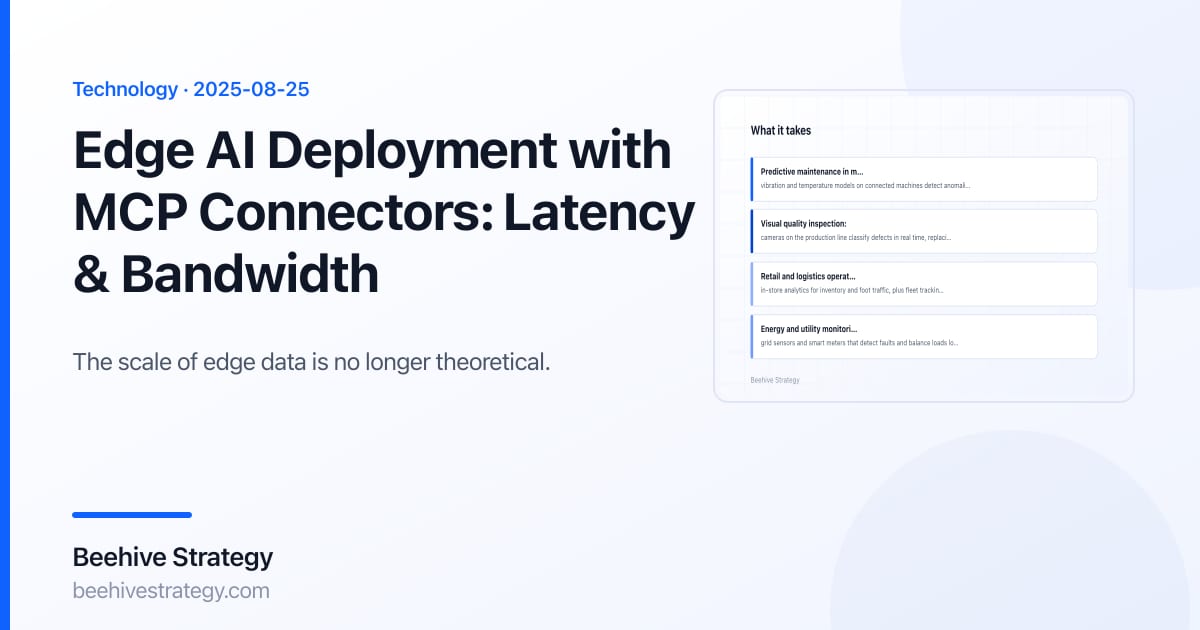 Technology · 2025-08-25
Edge AI Deployment with
MCP Connectors: Latency
& Bandwidth
The scale of edge data is no longer theoretical.
Beehive Strategy
beehivestrategy.com
What it takes
Predictive maintenance in m...
vibration and temperature models on connected machines detect anomali...
Visual quality inspection:
cameras on the production line classify defects in real time, replaci...
Retail and logistics operat...
in-store analytics for inventory and foot traffic, plus fleet trackin...
Energy and utility monitori...
grid sensors and smart meters that detect faults and balance loads lo...
Beehive Strategy